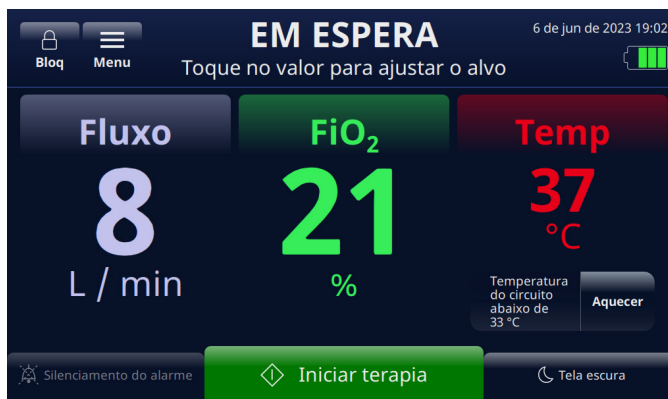 EM ESPERA
6 de jun de 2023 19:02
Bloq Menu
Toque no valor para ajustar o alvo
Fluxo
8
L / min
FiO₂
21
%
Temp
37
°C
Temperatura
do circuito
abaixo de
33 °C
Aquecer
Silenciamento do alarme
Iniciar terapia
Tela escura